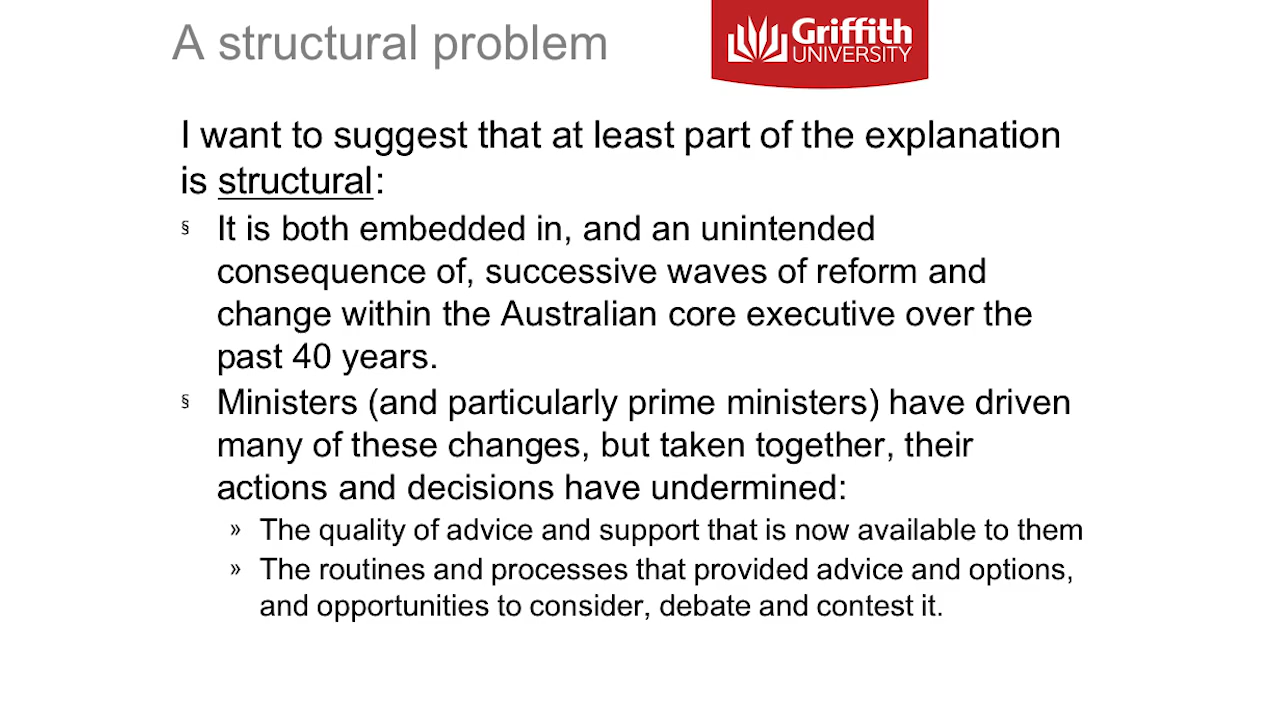 A structural problem
Griffith
UNIVERSITY
I want to suggest that at least part of the explanation
is structural:
§ It is both embedded in, and an unintended
consequence of, successive waves of reform and
change within the Australian core executive over the
past 40 years.
§ Ministers (and particularly prime ministers) have driven
many of these changes, but taken together, their
actions and decisions have undermined:
» The quality of advice and support that is now available to them
» The routines and processes that provided advice and options,
and opportunities to consider, debate and contest it.